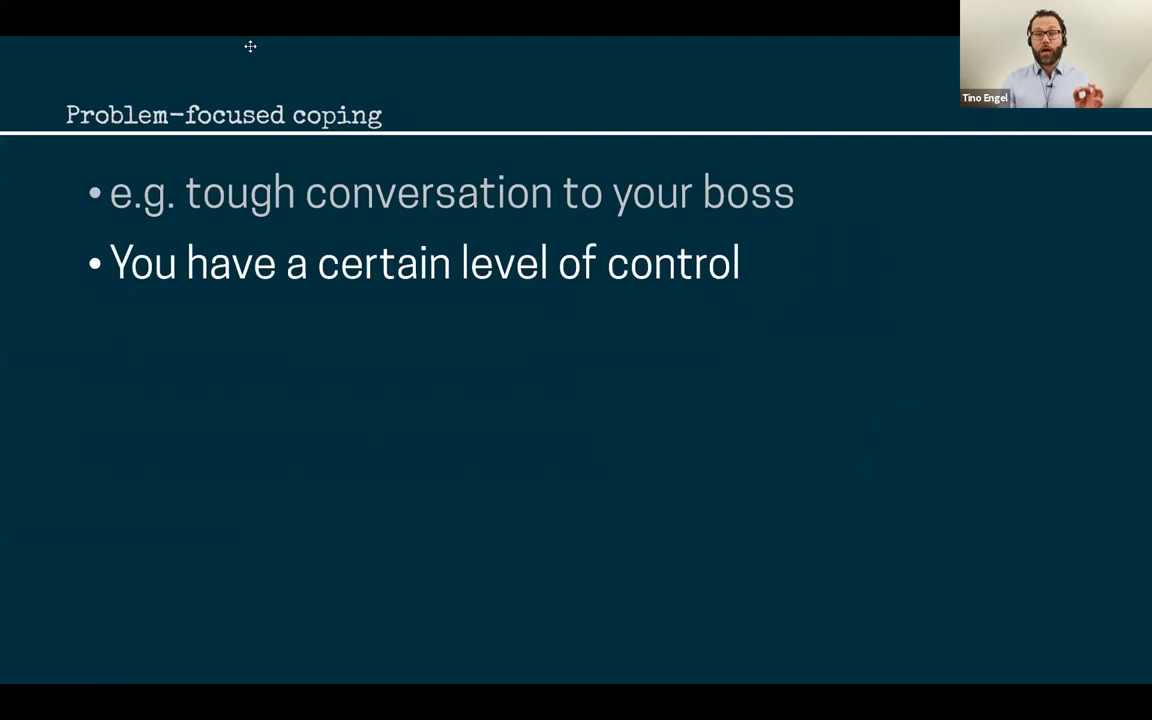 Tino Engel
Problem-focused coping
• e.g. tough conversation to your boss
• You have a certain level of control